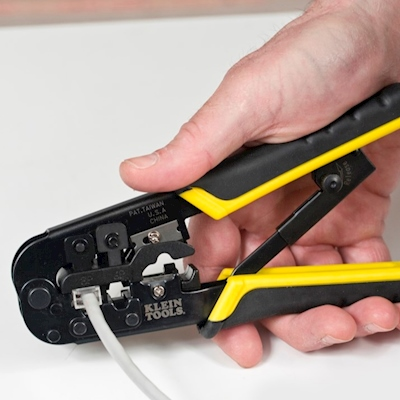 PAT. TAIWAN
U.S.A
CHINA
KLEIN
TOOLS®